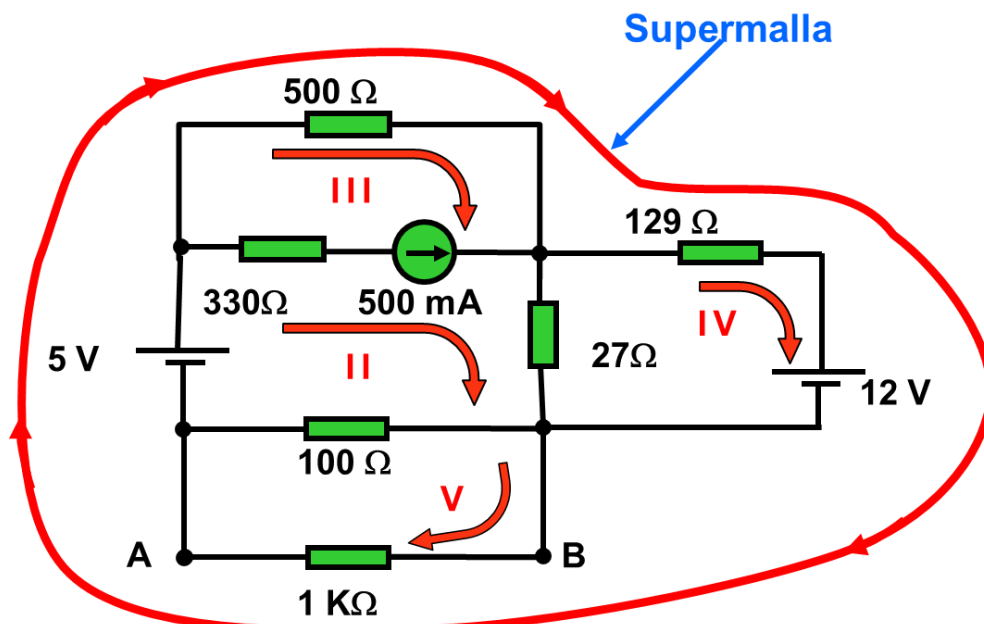 Supermalla
500 Ω
III
129 Ω
330Ω
500 mA
IV
5 V
II
27Ω
12 V
100 Ω
V
A
B
1 KΩ